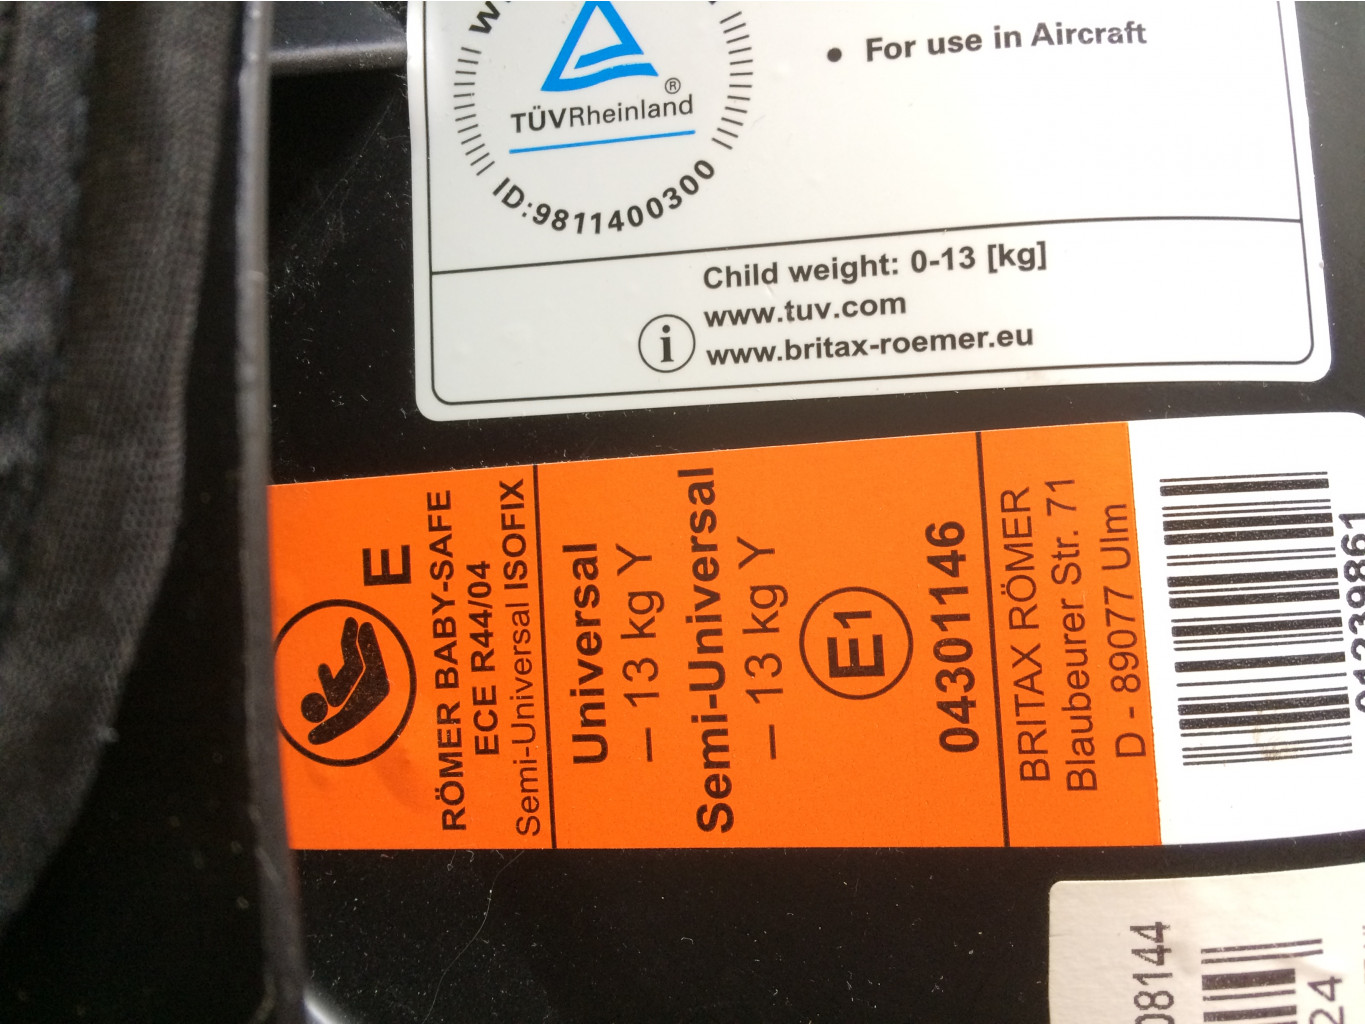 TÜVRheinland ®
ID:9811400300
• For use in Aircraft
Child weight: 0-13 [kg]
www.tuv.com
i
www.britax-roemer.eu
E
RÖMER BABY-SAFE
ECE R44/04
Semi-Universal ISOFIX
Universal
– 13 kg Y
Semi-Universal
– 13 kg Y
E1
04301146
BRITAX RÖMER
Blaubeurer Str. 71
D - 89077 Ulm
01239861
08144
24